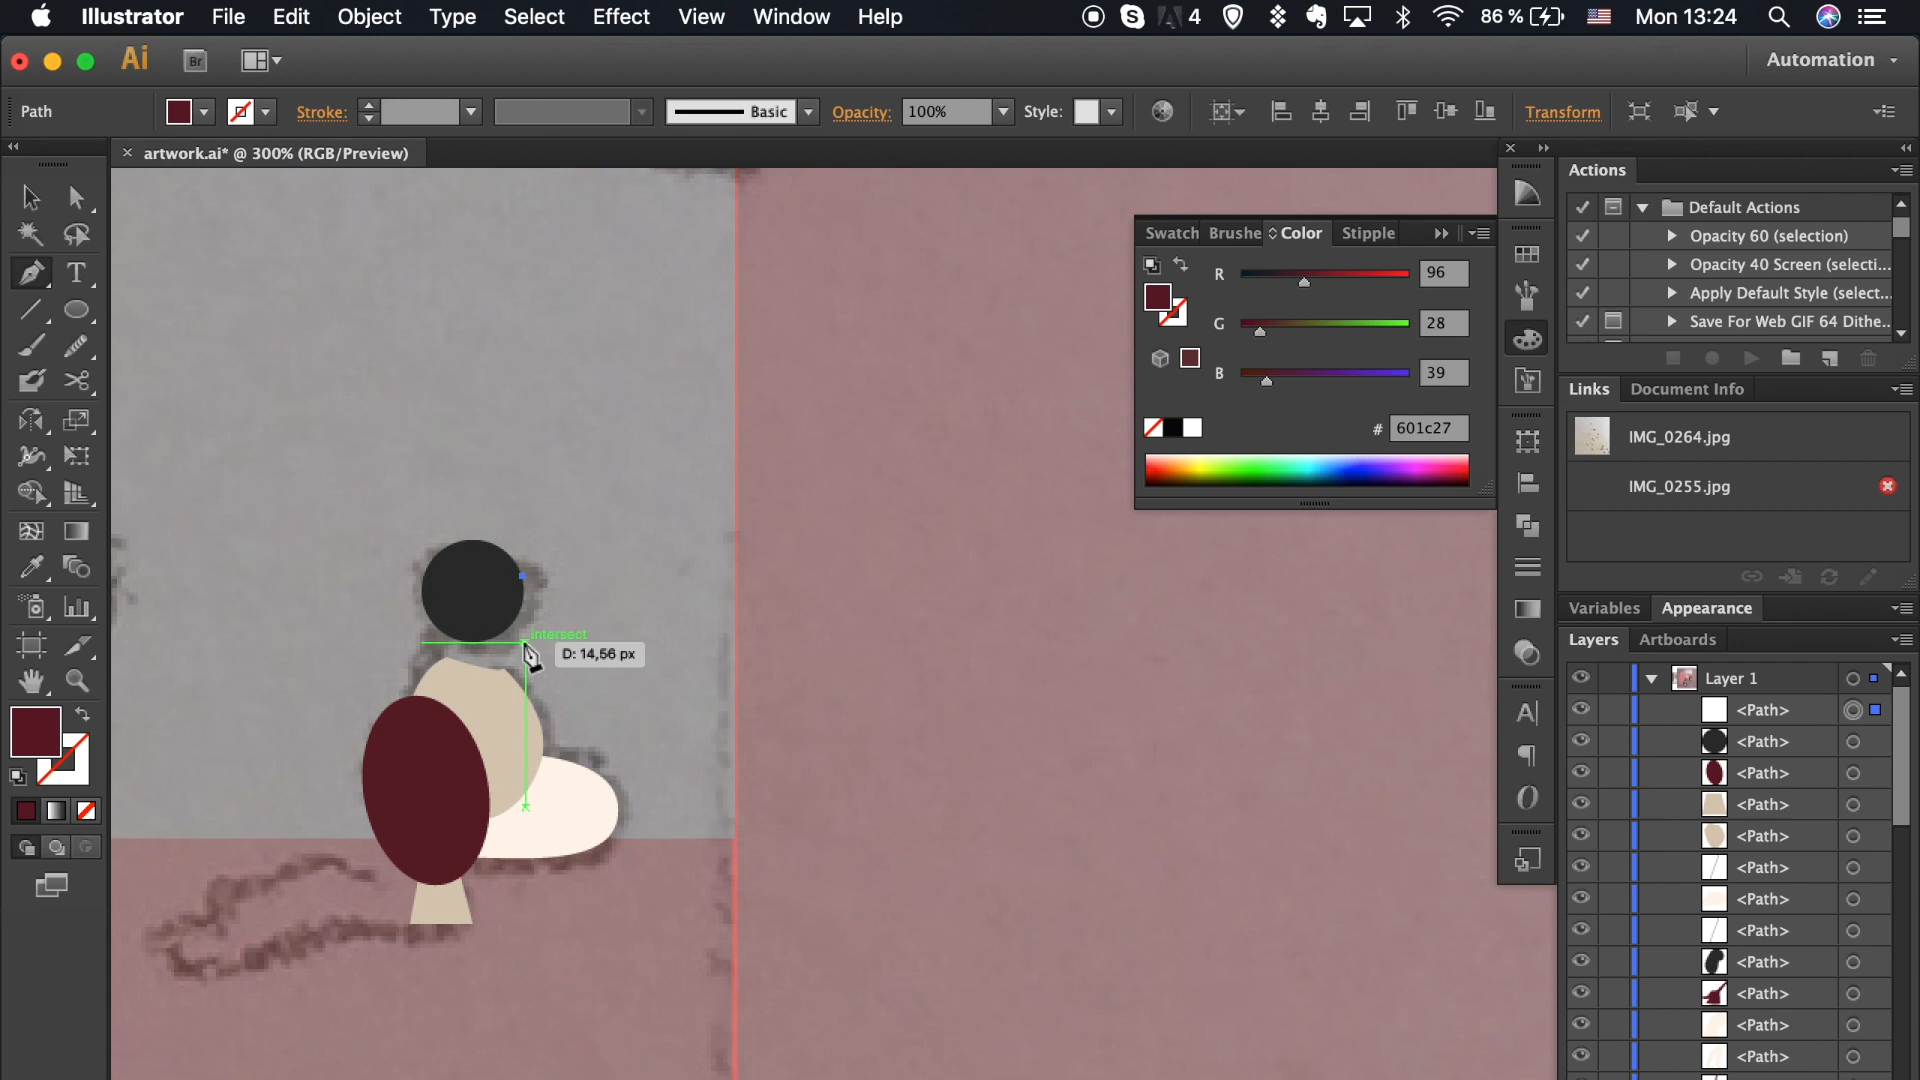 Illustrator File Edit Object Type Select Effect View Window Help 4 86 % Mon 13:24
Ai Br Automation
Path Stroke: Basic Opacity: 100% Style: Transform
artwork.ai* @ 300% (RGB/Preview)
Actions
Default Actions
Opacity 60 (selection)
Opacity 40 Screen (selecti...
Apply Default Style (select...
Save For Web GIF 64 Dithe...
Swatch Brushe Color Stipple
R 96
G 28
B 39
# 601c27
Links Document Info
IMG_0264.jpg
IMG_0255.jpg
intersect
D: 14,56 px
Variables Appearance
Layers Artboards
Layer 1
<Path>
<Path>
<Path>
<Path>
<Path>
<Path>
<Path>
<Path>
<Path>
<Path>
<Path>
<Path>